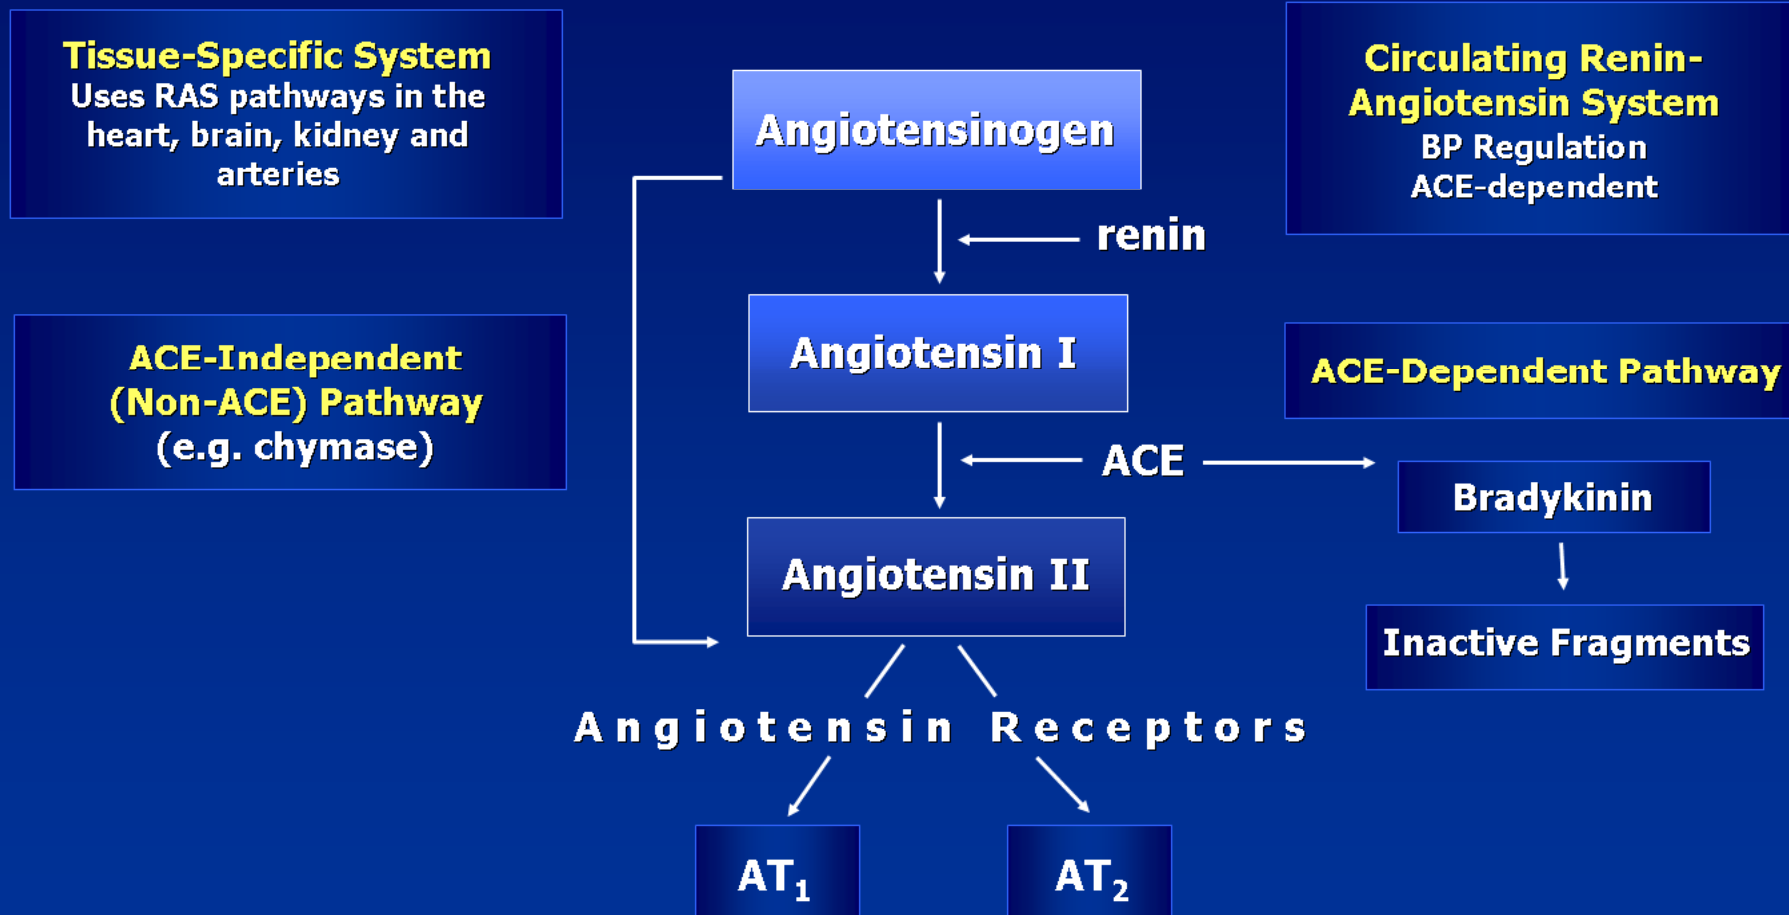 Tissue-Specific System
Uses RAS pathways in the
heart, brain, kidney and
arteries
Circulating Renin-
Angiotensin System
BP Regulation
ACE-dependent
Angiotensinogen
renin
Angiotensin I
ACE-Independent
(Non-ACE) Pathway
(e.g. chymase)
ACE-Dependent Pathway
ACE
Bradykinin
Angiotensin II
Inactive Fragments
Angiotensin Receptors
AT₁
AT₂